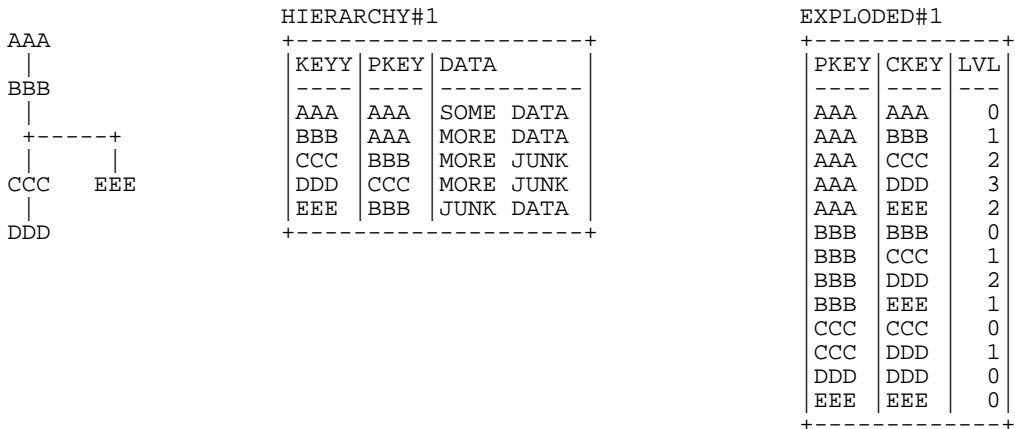 AAA
|
BBB
|
+-----+
|     |
CCC   EEE
|
DDD
HIERARCHY#1
+--------------------+
|KEYY|PKEY|DATA      |
|----|----|----------|
|AAA |AAA |SOME DATA |
|BBB |AAA |MORE DATA |
|CCC |BBB |MORE JUNK |
|DDD |CCC |MORE JUNK |
|EEE |BBB |JUNK DATA |
+--------------------+
EXPLODED#1
+-------------+
|PKEY|CKEY|LVL|
|----|----|---|
|AAA |AAA |  0|
|AAA |BBB |  1|
|AAA |CCC |  2|
|AAA |DDD |  3|
|AAA |EEE |  2|
|BBB |BBB |  0|
|BBB |CCC |  1|
|BBB |DDD |  2|
|BBB |EEE |  1|
|CCC |CCC |  0|
|CCC |DDD |  1|
|DDD |DDD |  0|
|EEE |EEE |  0|
+-------------+